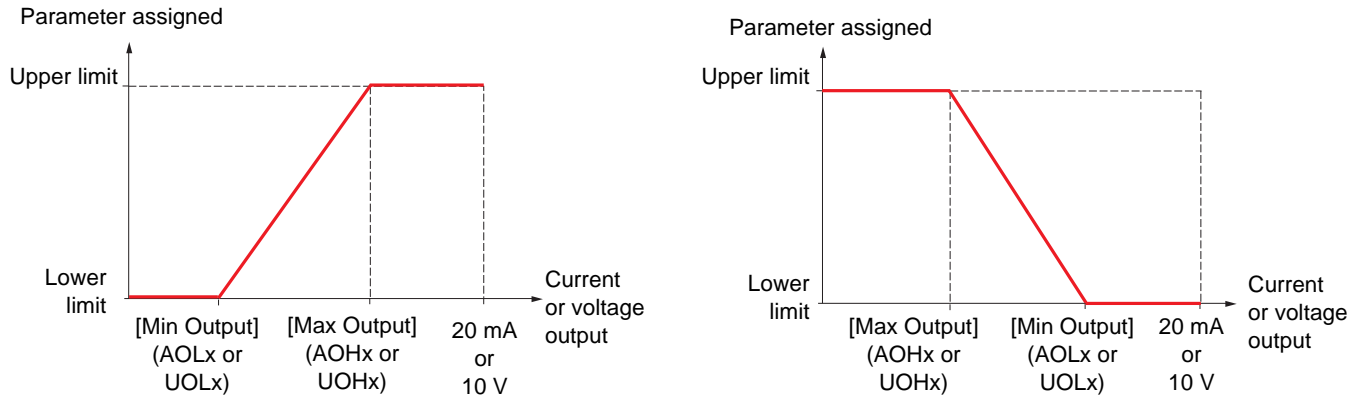 Parameter assigned
Upper limit
Lower
limit
[Min Output]
(AOLx or
UOLx)
[Max Output]
(AOHx or
UOHx)
20 mA
or
10 V
Current
or voltage
output
Parameter assigned
Upper limit
Lower
limit
[Max Output]
(AOHx or
UOHx)
[Min Output]
(AOLx or
UOLx)
20 mA
or
10 V
Current
or voltage
output